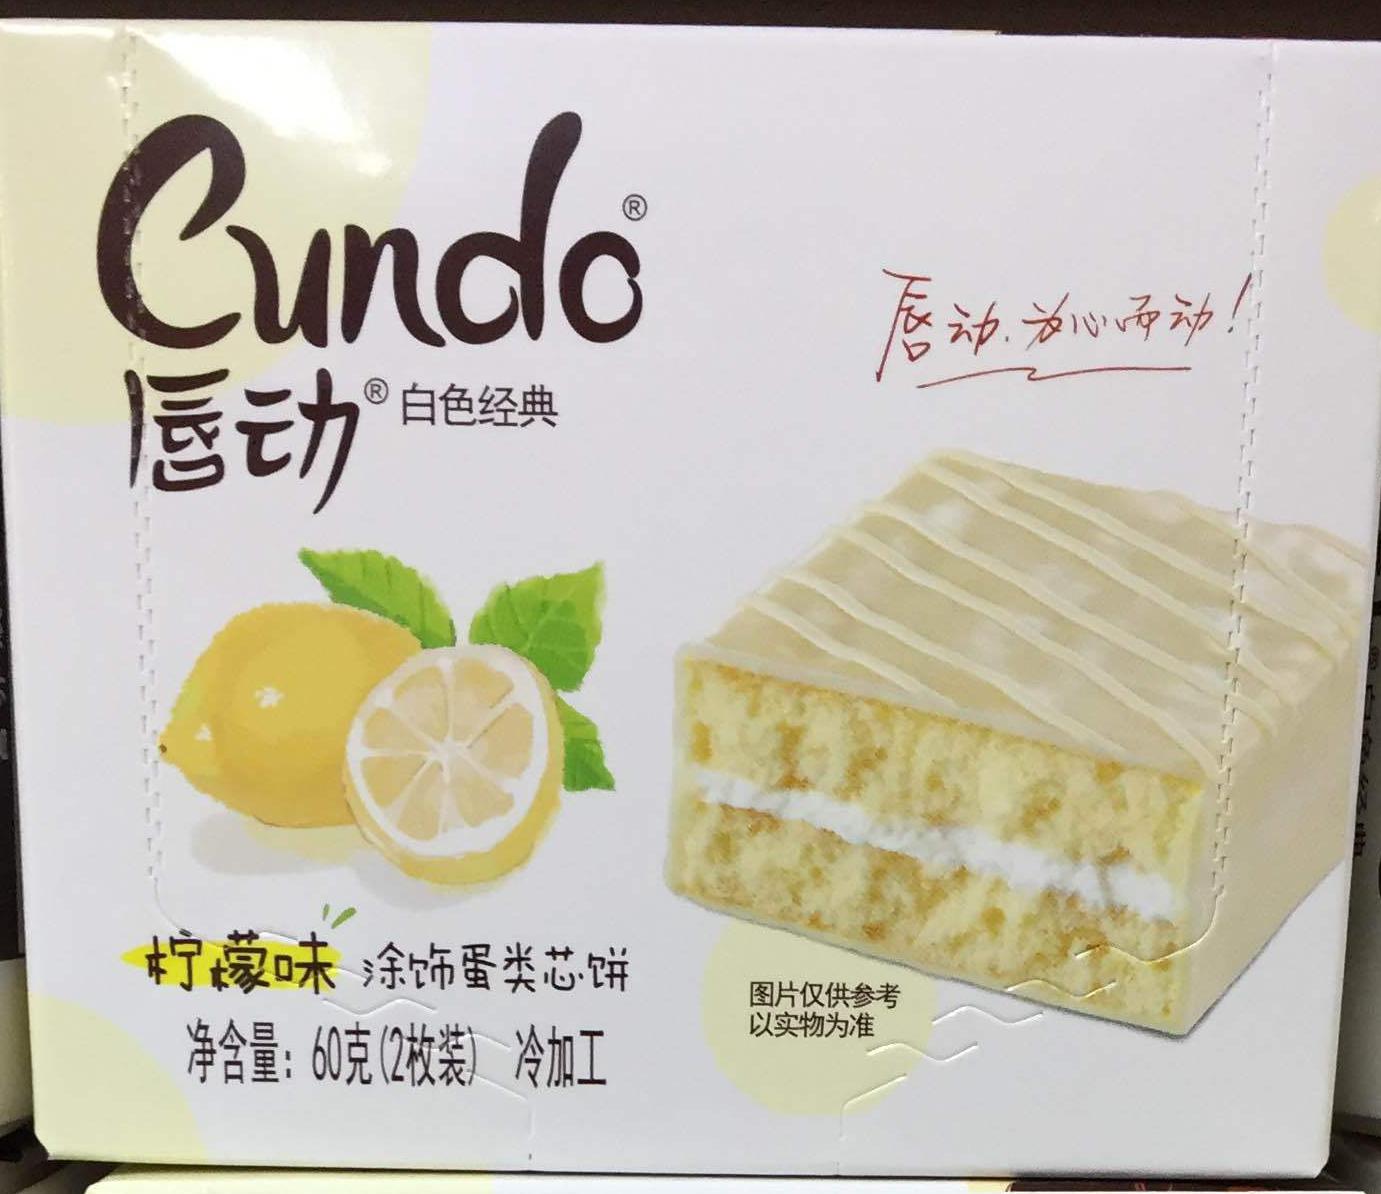 Cundo®
唇动® 白色经典
唇动.为心而动!
柠檬味 涂饰蛋类芯饼
净含量：60克(2枚装) 冷加工
图片仅供参考
以实物为准